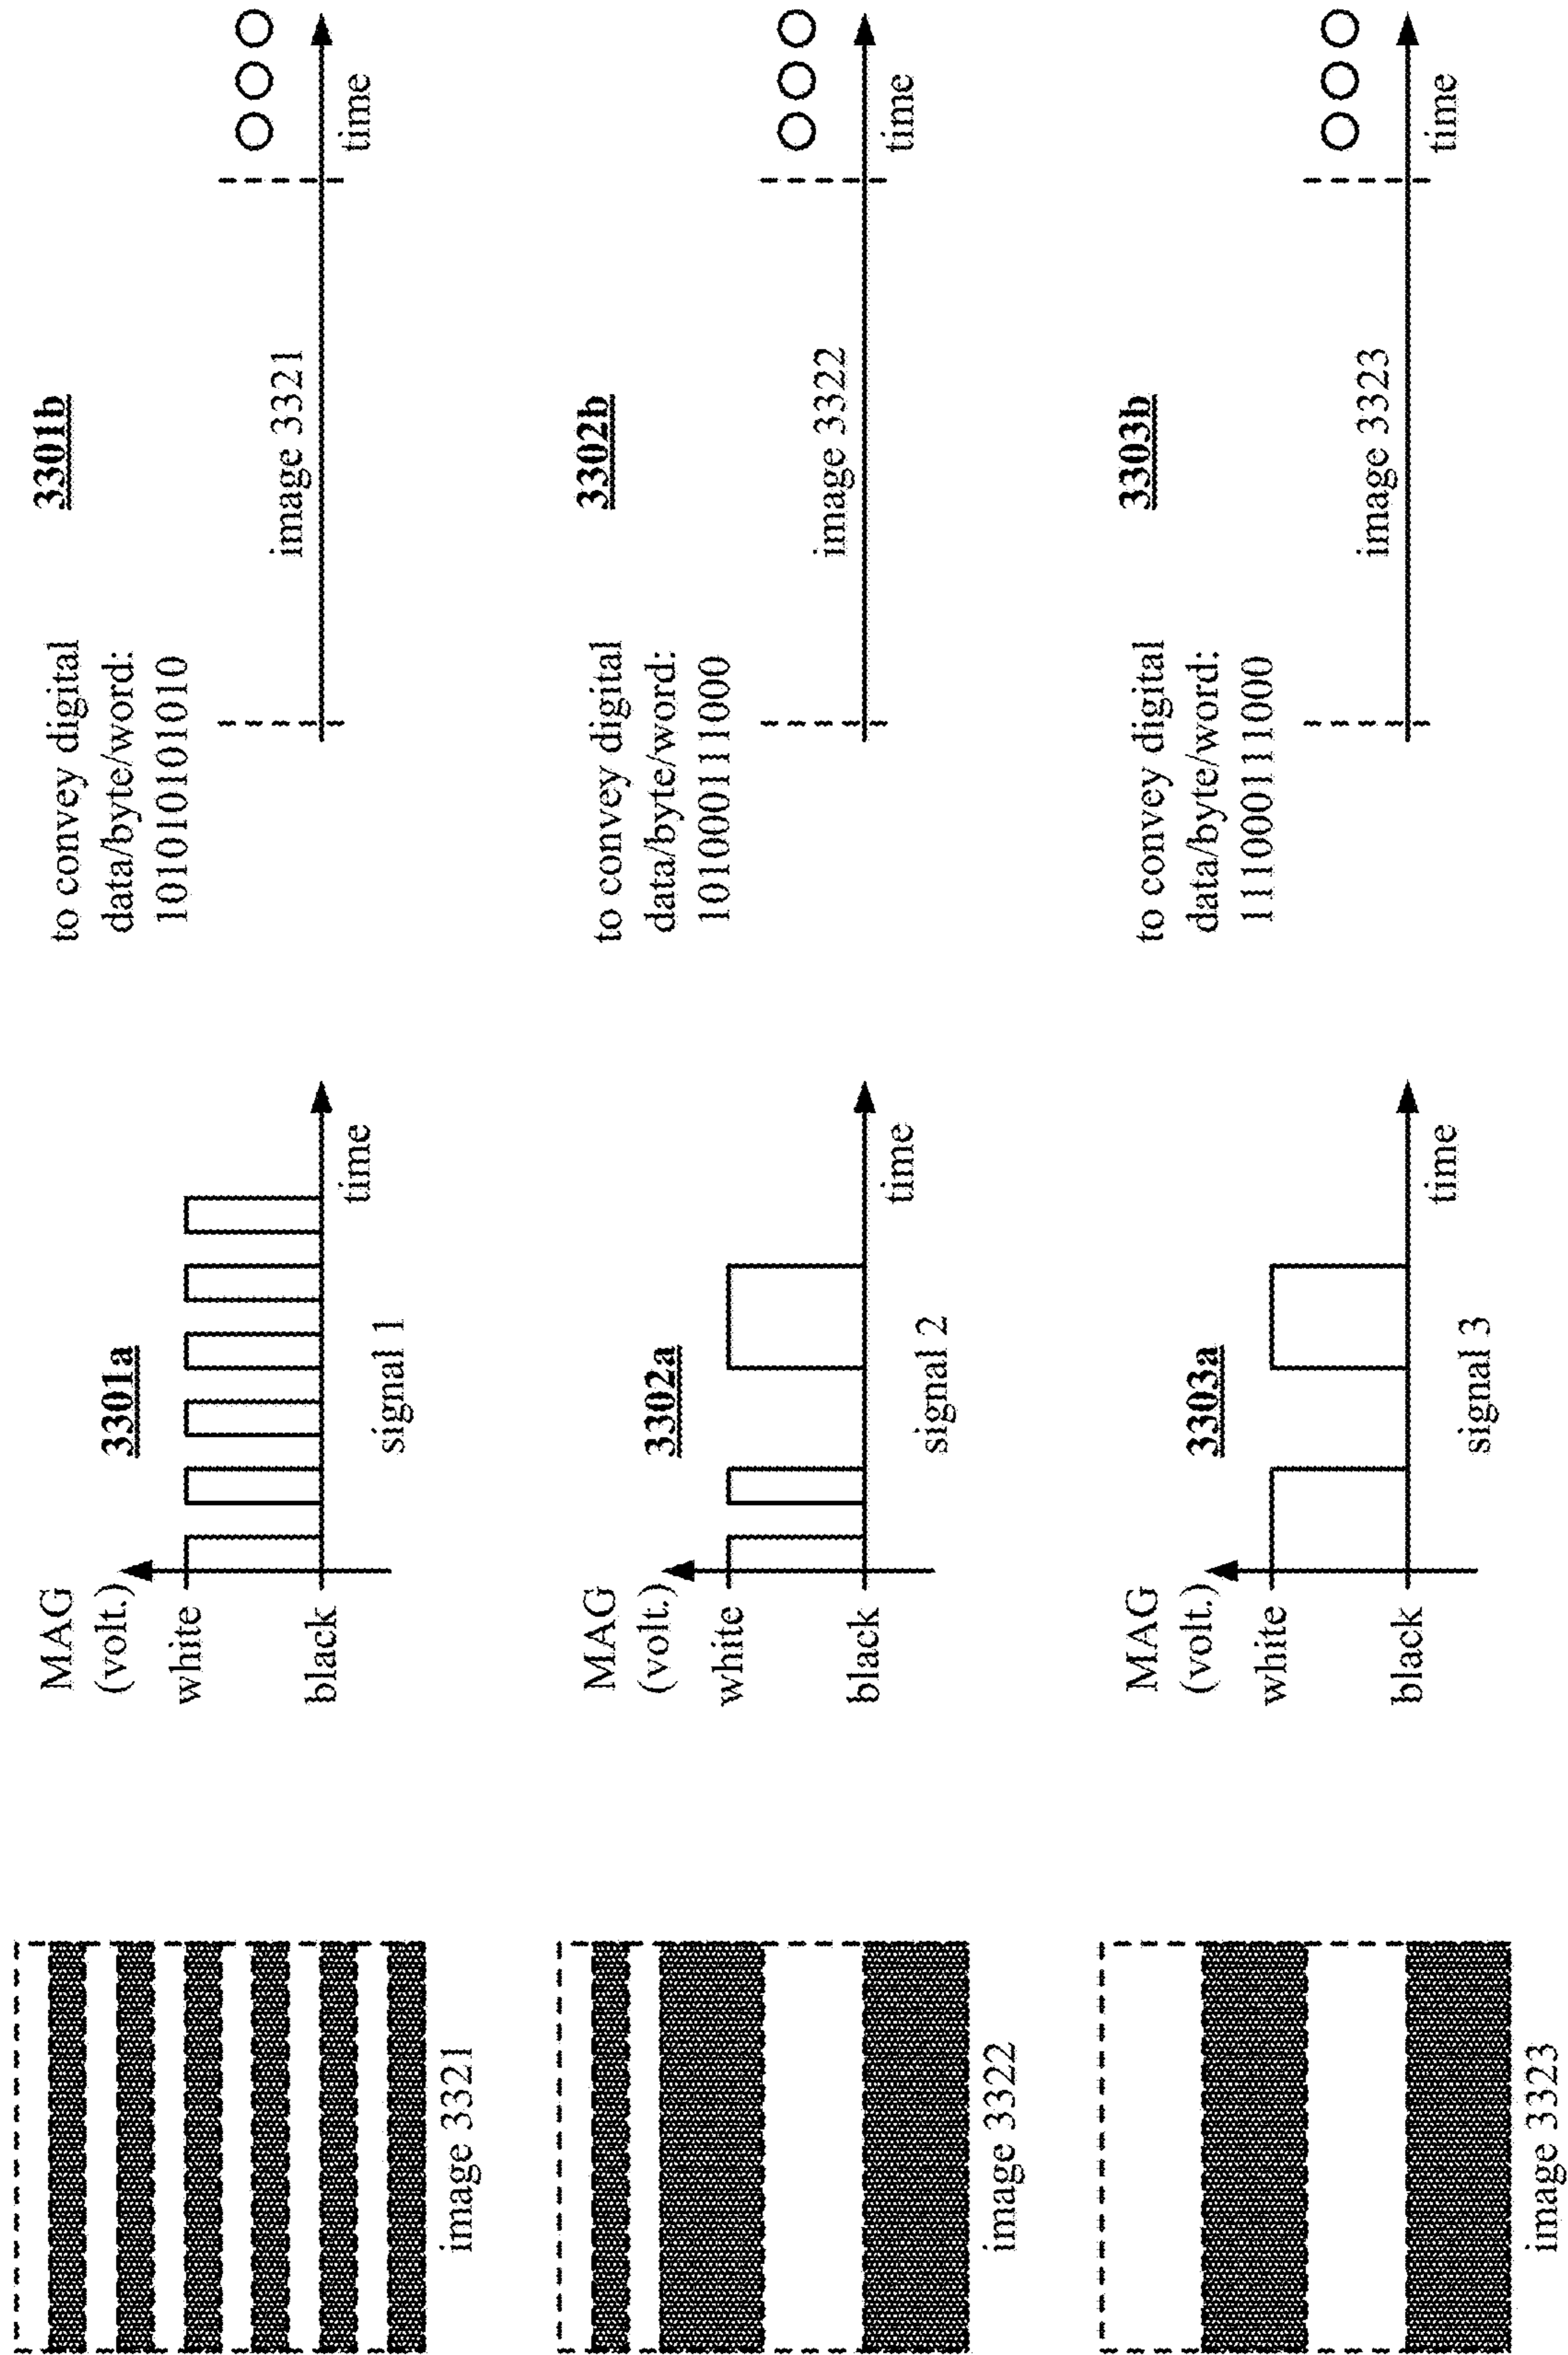 image 3321
MAG
(volt.)
white
black
3301a
signal 1
time
to convey digital
data/byte/word:
101010101010
3301b
image 3321
time
image 3322
MAG
(volt.)
white
black
3302a
signal 2
time
to convey digital
data/byte/word:
101000111000
3302b
image 3322
time
image 3323
MAG
(volt.)
white
black
3303a
signal 3
time
to convey digital
data/byte/word:
111000111000
3303b
image 3323
time